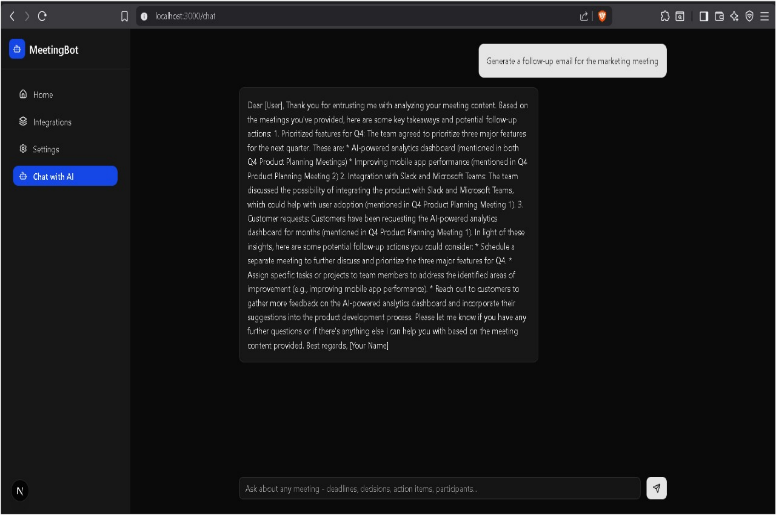 localhost:3000/chat
MeetingBot
Home
Integrations
Settings
Chat with AI
Generate a follow-up email for the marketing meeting
Dear [User], Thank you for entrusting me with analyzing your meeting content. Based on
the meetings you've provided, here are some key takeaways and potential follow-up
actions: 1. Prioritized features for Q4: The team agreed to prioritize three major features
for the next quarter. These are: * AI-powered analytics dashboard (mentioned in both
Q4 Product Planning Meetings) * Improving mobile app performance (mentioned in Q4
Product Planning Meeting 2) 2. Integration with Slack and Microsoft Teams: The team
discussed the possibility of integrating the product with Slack and Microsoft Teams,
which could help with user adoption (mentioned in Q4 Product Planning Meeting 1). 3.
Customer requests: Customers have been requesting the AI-powered analytics
dashboard for months (mentioned in Q4 Product Planning Meeting 1). In light of these
insights, here are some potential follow-up actions you could consider: * Schedule a
separate meeting to further discuss and prioritize the three major features for Q4. *
Assign specific tasks or projects to team members to address the identified areas of
improvement (e.g., improving mobile app performance). * Reach out to customers to
gather more feedback on the AI-powered analytics dashboard and incorporate their
suggestions into the product development process. Please let me know if you have any
further questions or if there's anything else I can help you with based on the meeting
content provided. Best regards, [Your Name]
Ask about any meeting - deadlines, decisions, action items, participants...
N